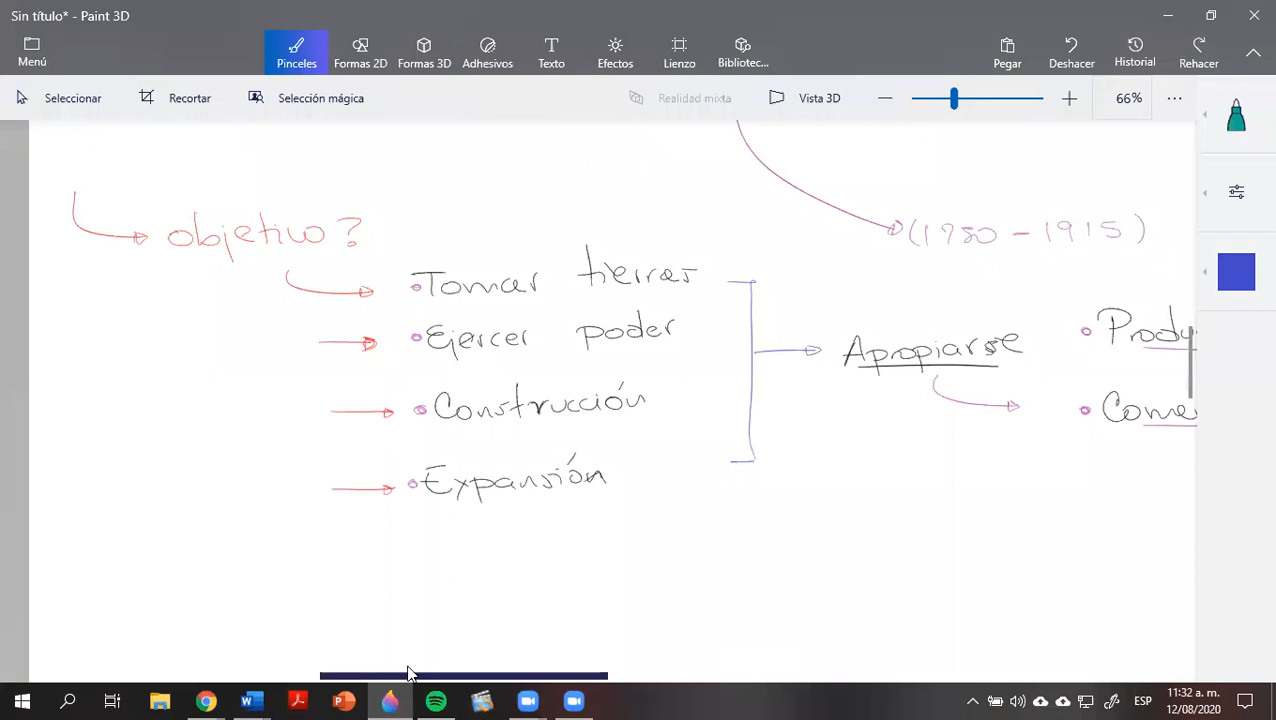 Sin título* - Paint 3D
Menú
Pinceles
Formas 2D
Formas 3D
Adhesivos
Texto
Efectos
Lienzo
Bibliotec...
Pegar
Deshacer
Historial
Rehacer
Seleccionar
Recortar
Selección mágica
Realidad mixta
Vista 3D
66%
objetivo?
(1750 - 1915)
Tomar tierras
Ejercer poder
Apropiarse
Construcción
Expansión
ESP
11:32 a. m.
12/08/2020